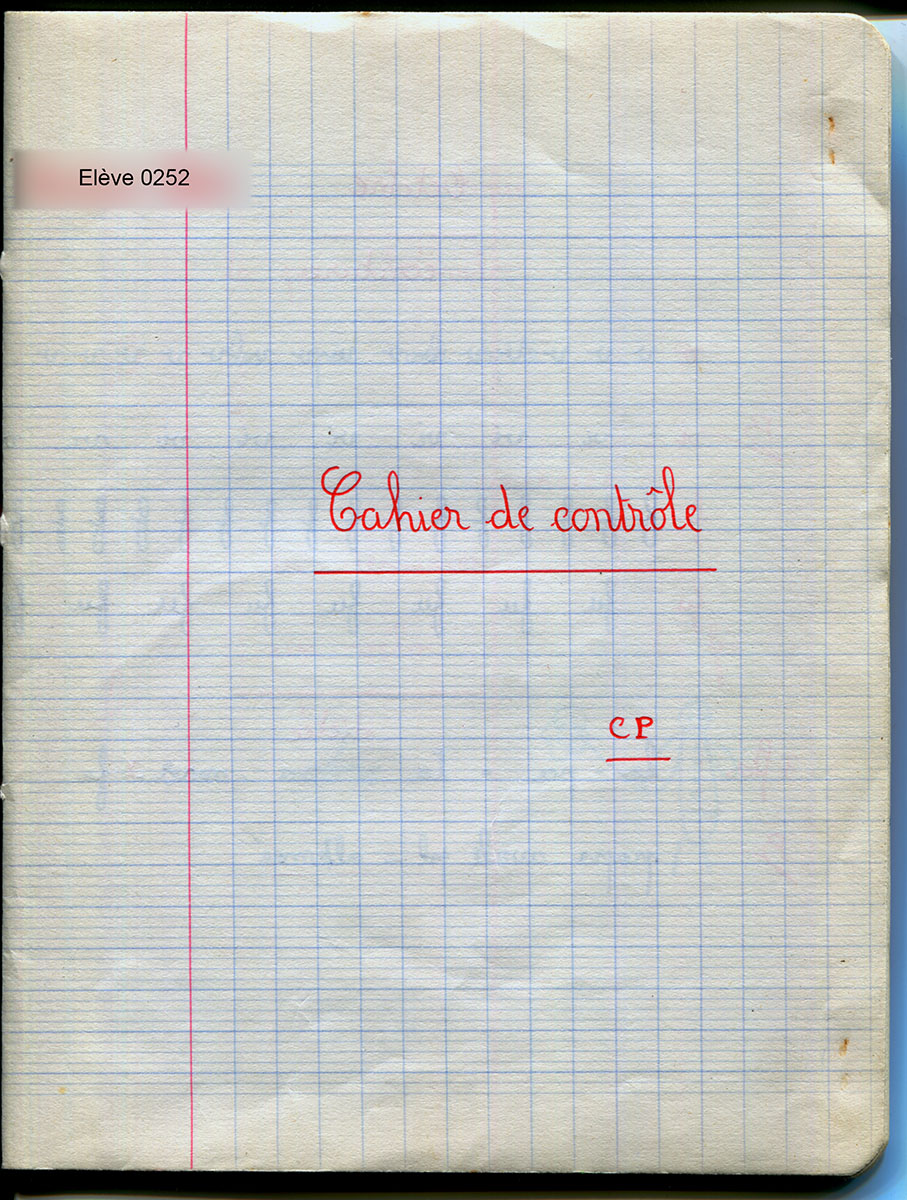 Elève 0252
Cahier de contrôle
CP